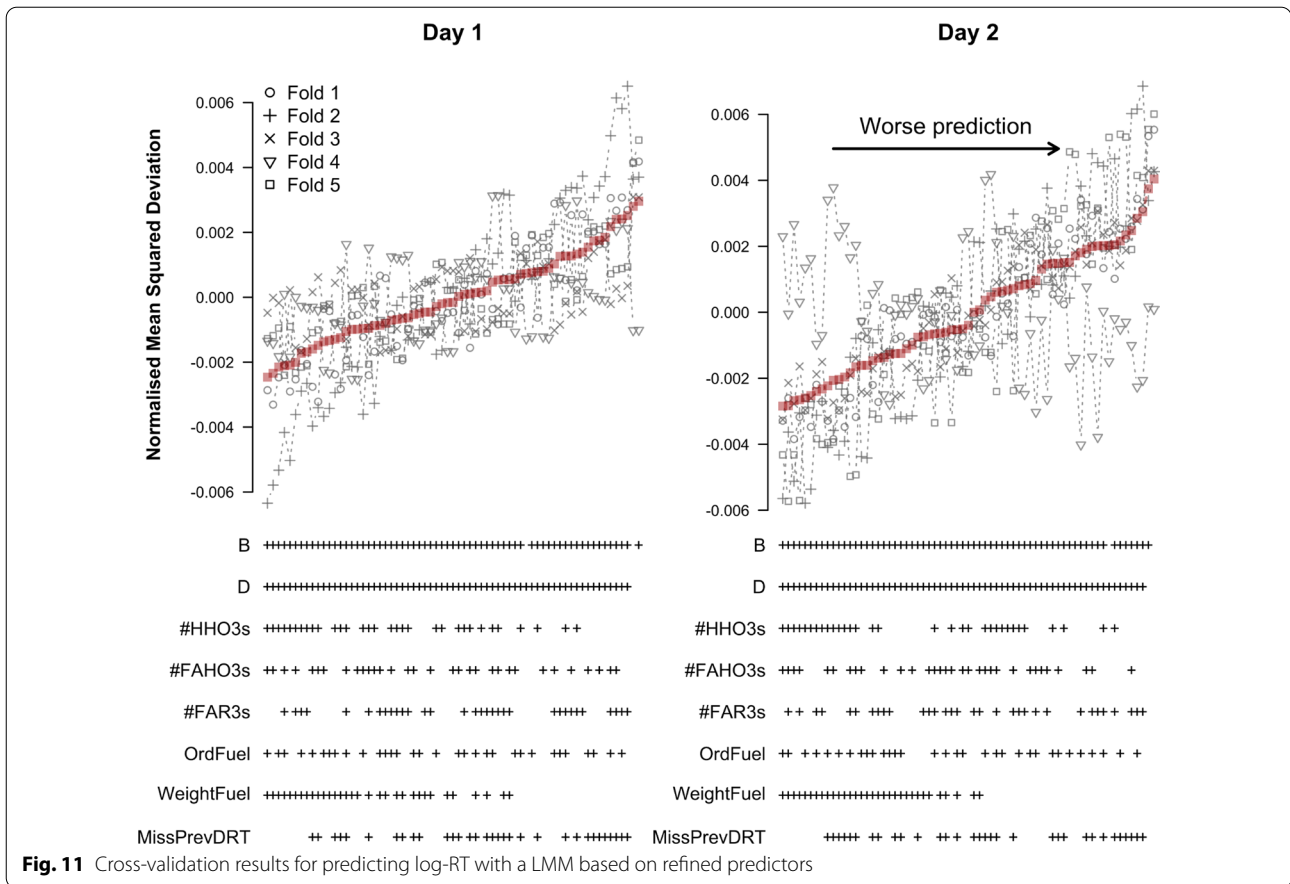 Day 1
Day 2
Normalised Mean Squared Deviation
0.006
0.004
0.002
0.000
-0.002
-0.004
-0.006
Fold 1
Fold 2
Fold 3
Fold 4
Fold 5
0.006
0.004
0.002
0.000
-0.002
-0.004
-0.006
Worse prediction
B
D
#HHO3s
#FAHO3s
#FAR3s
OrdFuel
WeightFuel
MissPrevDRT
B
D
#HHO3s
#FAHO3s
#FAR3s
OrdFuel
WeightFuel
MissPrevDRT
Fig. 11 Cross-validation results for predicting log-RT with a LMM based on refined predictors